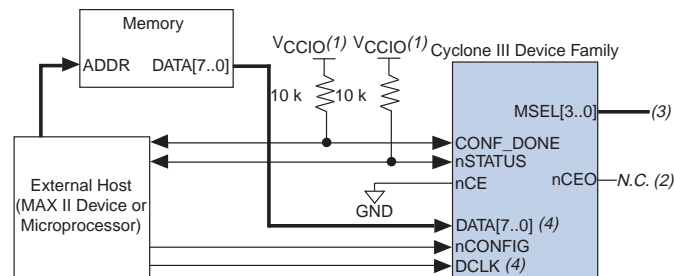 Memory
ADDR DATA[7..0]
VCCIO(1) VCCIO(1)
Cyclone III Device Family
10 k 10 k
MSEL[3..0] (3)
CONF_DONE
nSTATUS
nCE nCEO N.C. (2)
GND
External Host
(MAX II Device or
Microprocessor)
DATA[7..0] (4)
nCONFIG
DCLK (4)